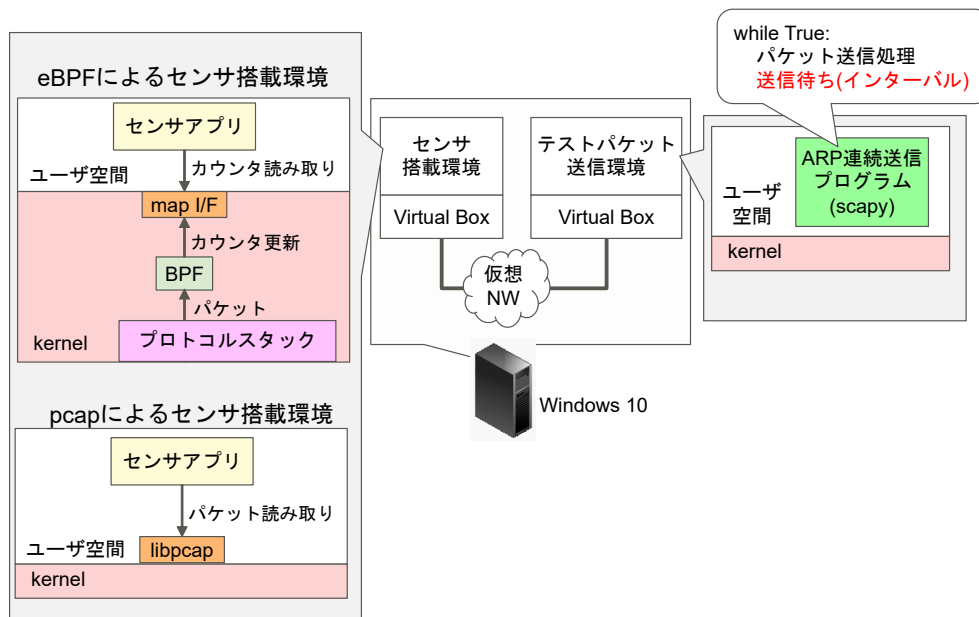 eBPFによるセンサ搭載環境
センサアプリ
カウンタ読み取り
ユーザ空間
map I/F
カウンタ更新
BPF
パケット
kernel
プロトコルスタック
pcapによるセンサ搭載環境
センサアプリ
パケット読み取り
ユーザ空間
libpcap
kernel
センサ
搭載環境
Virtual Box
テストパケット
送信環境
Virtual Box
仮想
NW
Windows 10
while True:
パケット送信処理
送信待ち(インターバル)
ARP連続送信
プログラム
(scapy)
ユーザ
空間
kernel